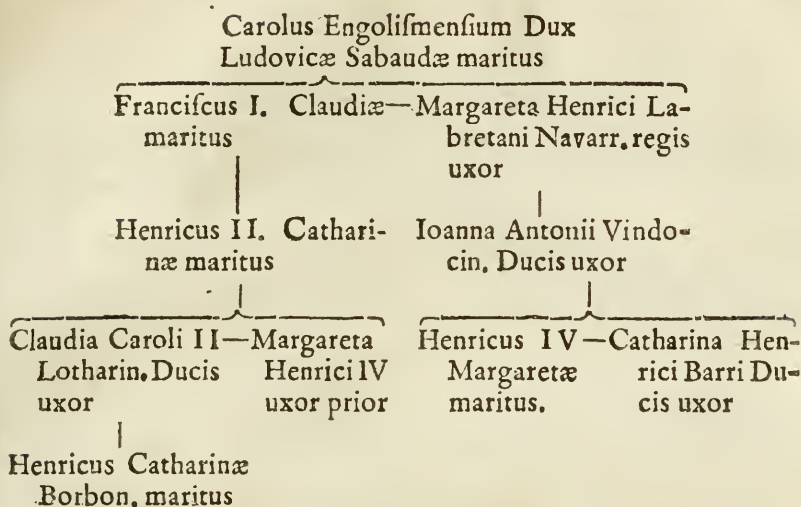 Carolus Engoliſmenſium Dux
Ludovicæ Sabaudæ maritus
Franciſcus I. Claudiæ—Margareta Henrici La-
maritus bretani Navarr. regis
uxor
Henricus II. Cathari- Ioanna Antonii Vindo-
næ maritus cin. Ducis uxor
Claudia Caroli II—Margareta Henricus IV—Catharina Hen-
Lotharin. Ducis Henrici IV Margaretæ rici Barri Du-
uxor uxor prior maritus. cis uxor
Henricus Catharinæ
Borbon. maritus